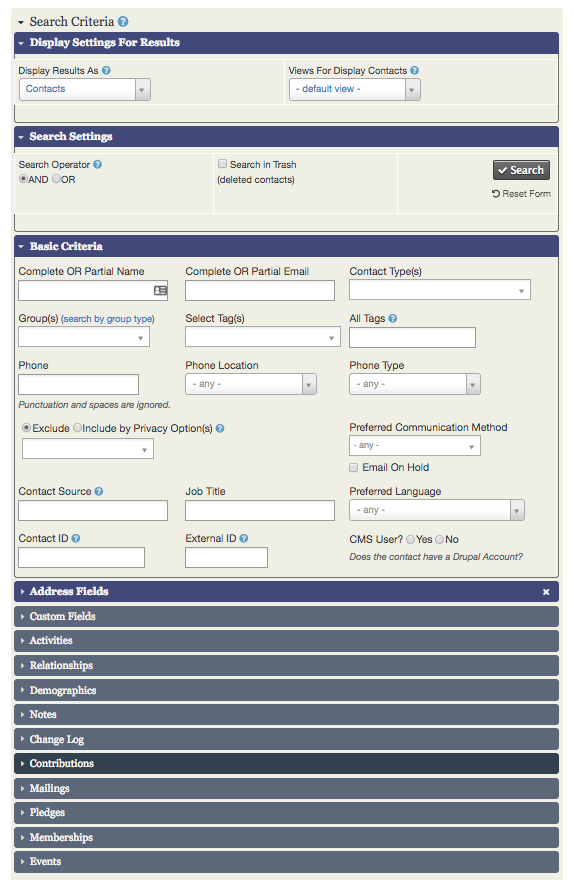 Search Criteria ?
Display Settings For Results
Display Results As ? Views For Display Contacts ?
Contacts - default view -
Search Settings
Search Operator ? Search in Trash Search
AND OR (deleted contacts)
Reset Form
Basic Criteria
Complete OR Partial Name Complete OR Partial Email Contact Type(s)
Group(s) (search by group type) Select Tag(s) All Tags ?
Phone Phone Location Phone Type
- any - - any -
Punctuation and spaces are ignored.
Exclude Include by Privacy Option(s) ? Preferred Communication Method
- any -
Email On Hold
Contact Source ? Job Title Preferred Language
- any -
Contact ID ? External ID ? CMS User? Yes No
Does the contact have a Drupal Account?
Address Fields
Custom Fields
Activities
Relationships
Demographics
Notes
Change Log
Contributions
Mailings
Pledges
Memberships
Events